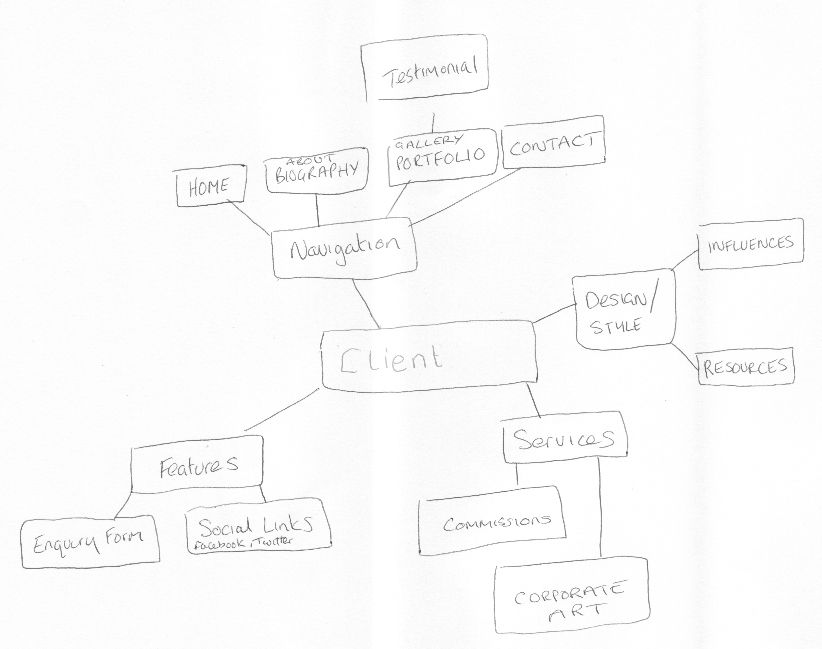 Testimonial
HOME
ABOUT
BIOGRAPHY
GALLERY
PORTFOLIO
CONTACT
Navigation
INFLUENCES
DESIGN/
STYLE
RESOURCES
Client
Features
Services
Enquiry Form
Social Links
Facebook, Twitter
COMMISSIONS
CORPORATE
ART